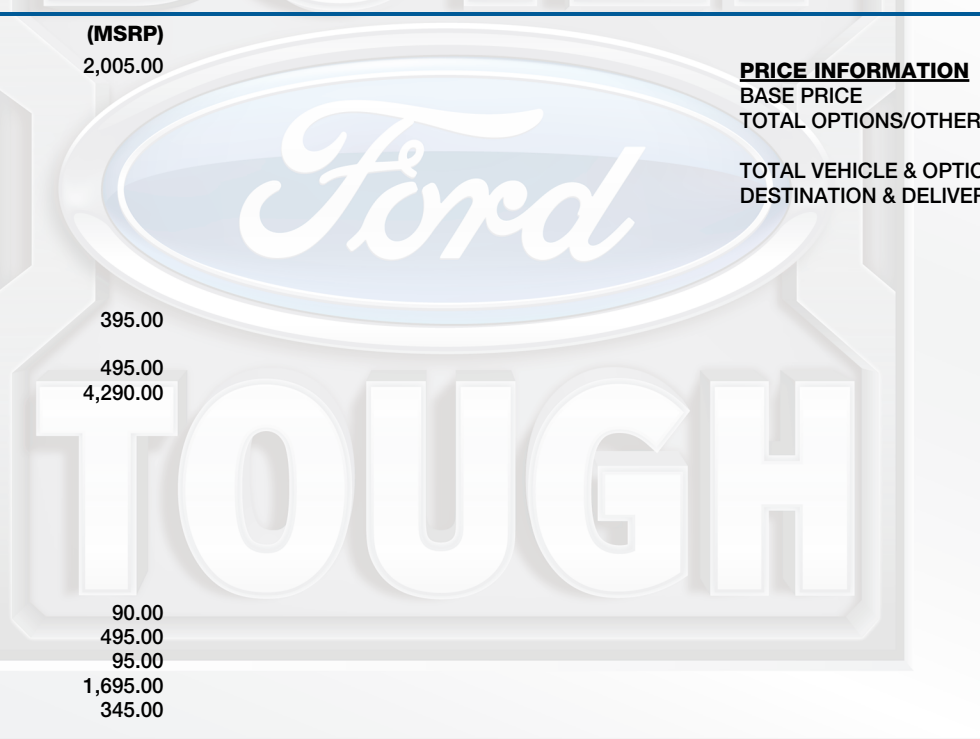 (MSRP)
2,005.00
PRICE INFORMATION
BASE PRICE
TOTAL OPTIONS/OTHER
TOTAL VEHICLE & OPTIO
DESTINATION & DELIVER
Ford
395.00
495.00
4,290.00
TOUGH
90.00
495.00
95.00
1,695.00
345.00